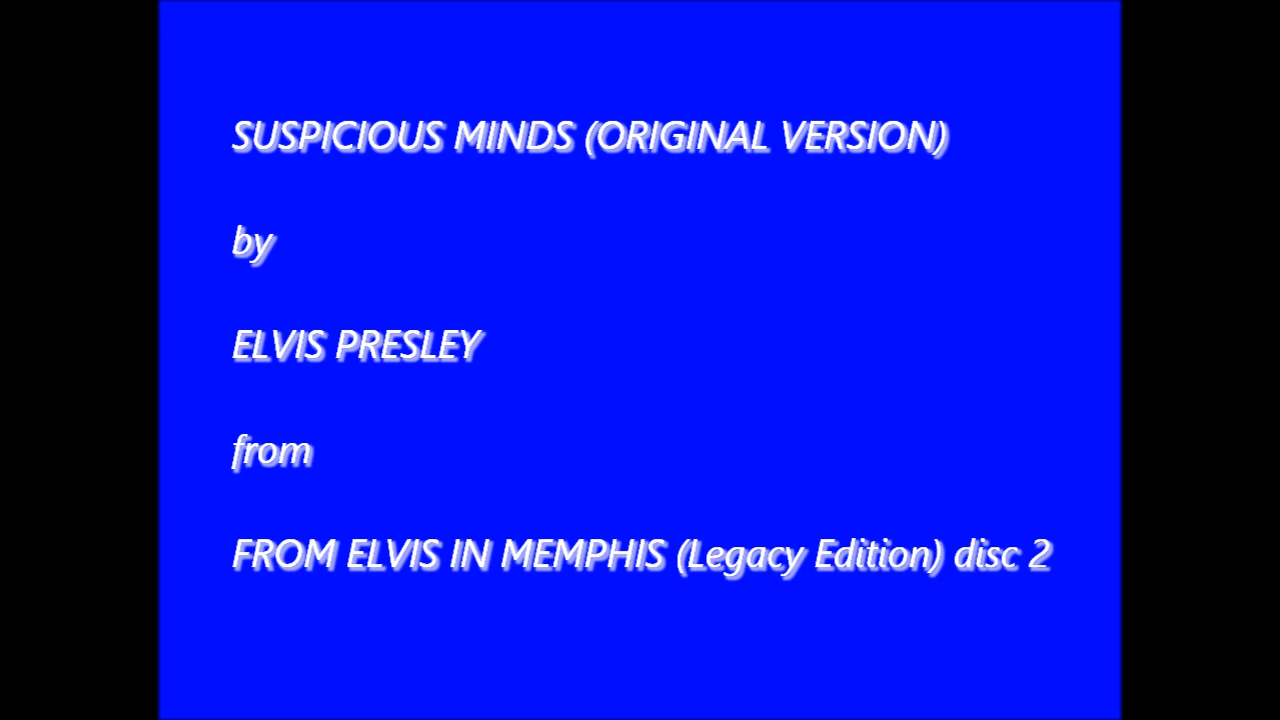 SUSPICIOUS MINDS (ORIGINAL VERSION)
by
ELVIS PRESLEY
from
FROM ELVIS IN MEMPHIS (Legacy Edition) disc 2